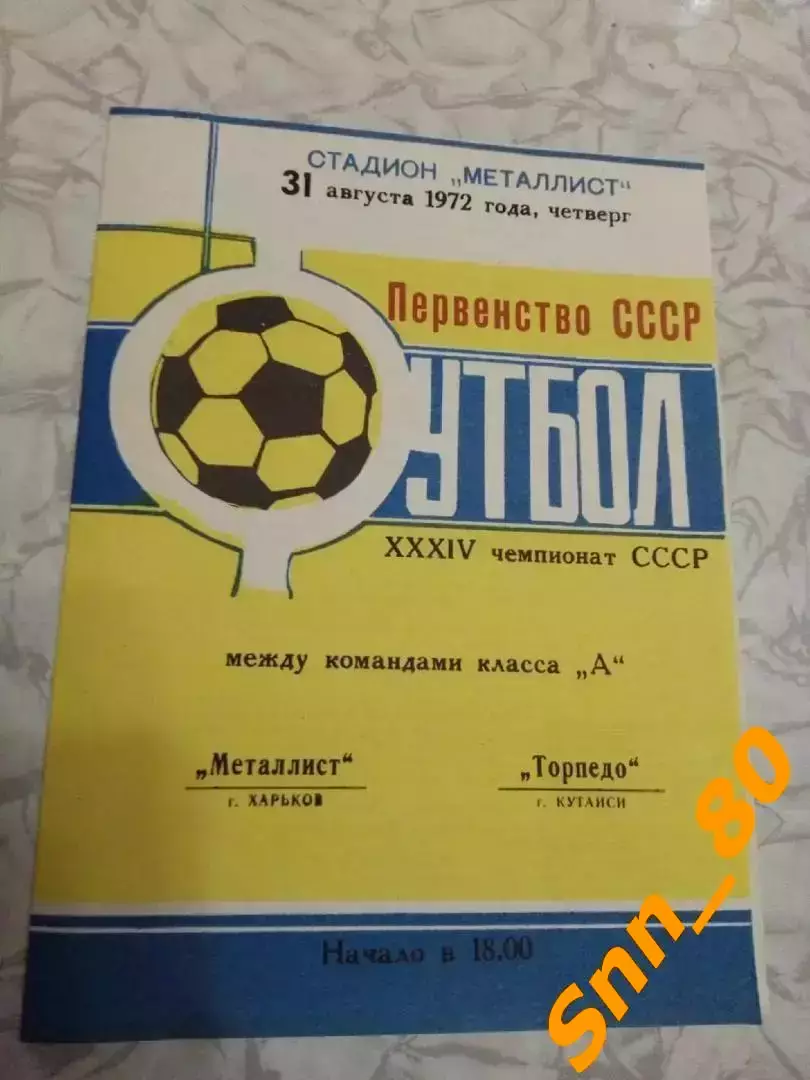 СТАДИОН „МЕТАЛЛИСТ“
31 августа 1972 года, четверг
Первенство СССР
ФУТБОЛ
XXXIV чемпионат СССР
между командами класса „А“
„Металлист“ „Торпедо“
г. ХАРЬКОВ г. КУТАИСИ
Начало в 18.00
Snn_80